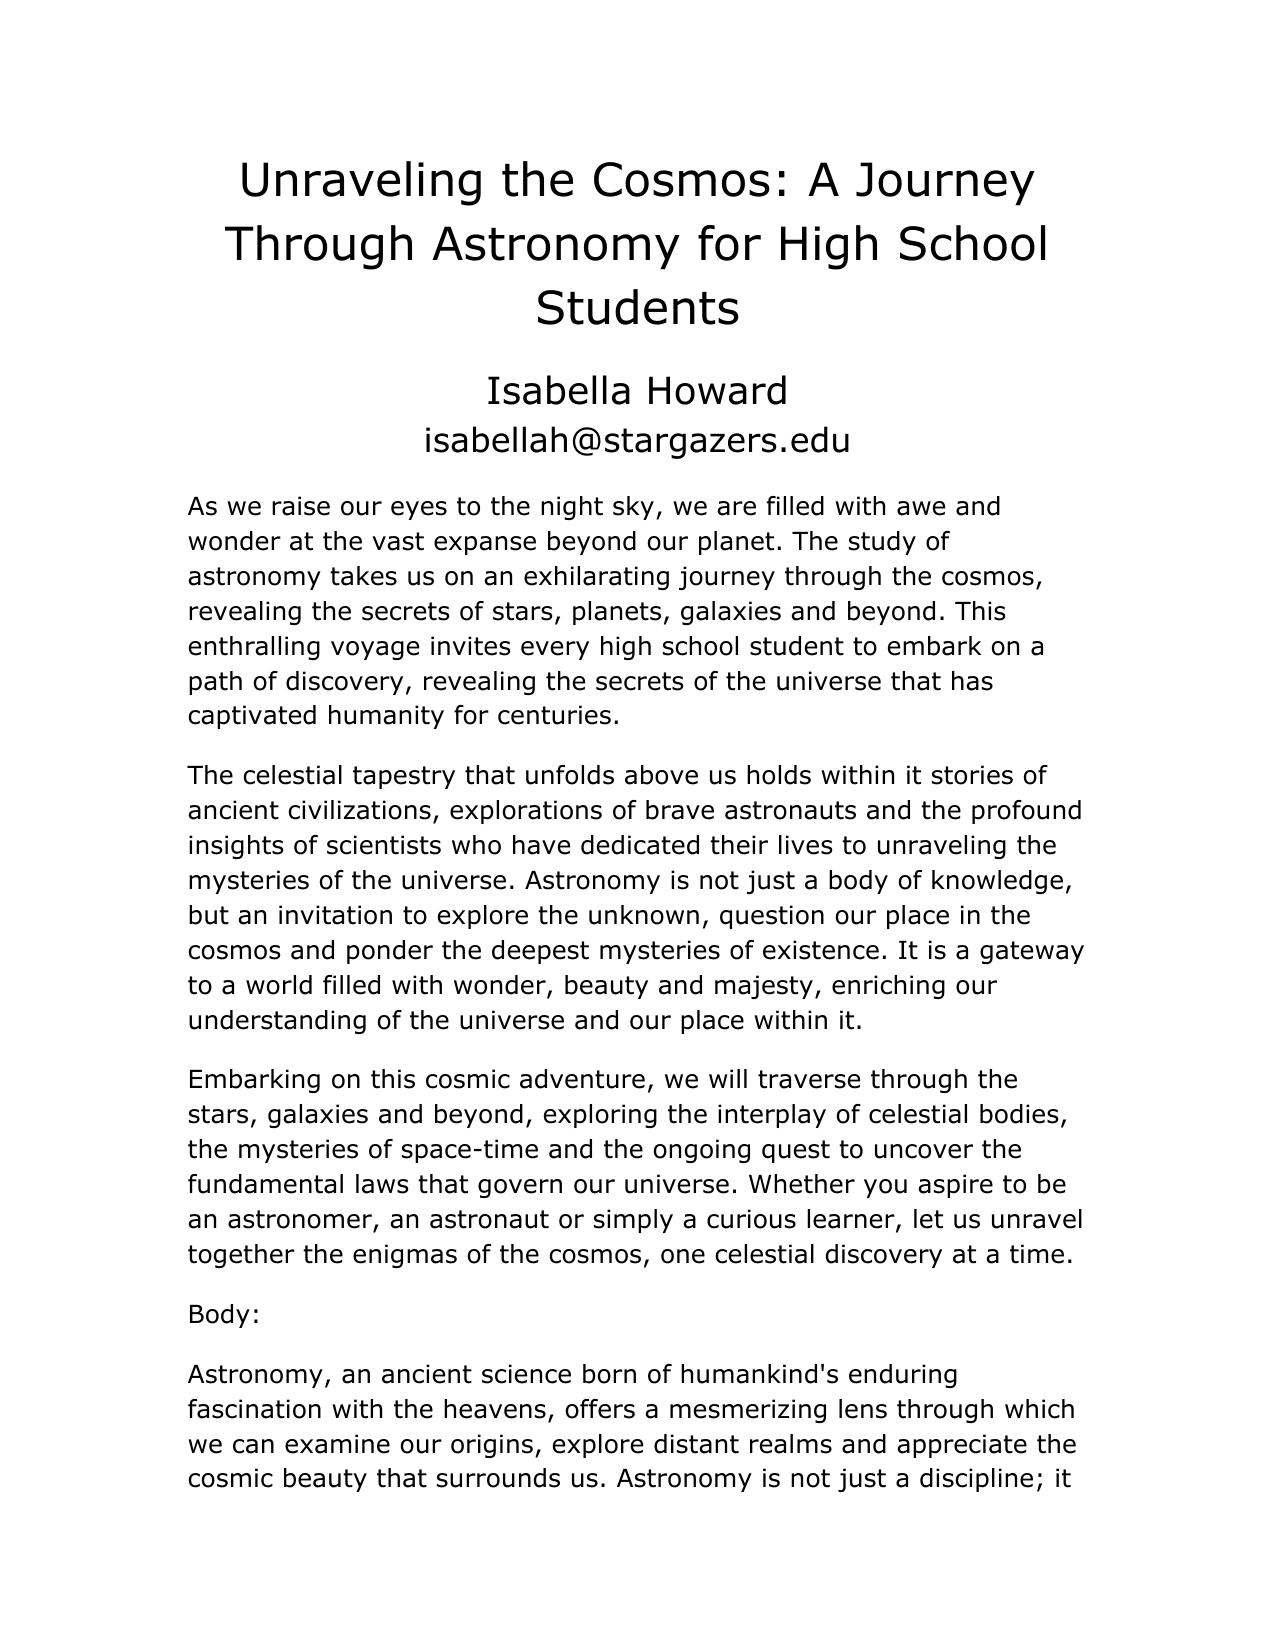 Unraveling the Cosmos: A Journey
Through Astronomy for High School
Students
Isabella Howard
isabellah@stargazers.edu
As we raise our eyes to the night sky, we are filled with awe and
wonder at the vast expanse beyond our planet. The study of
astronomy takes us on an exhilarating journey through the cosmos,
revealing the secrets of stars, planets, galaxies and beyond. This
enthralling voyage invites every high school student to embark on a
path of discovery, revealing the secrets of the universe that has
captivated humanity for centuries.
The celestial tapestry that unfolds above us holds within it stories of
ancient civilizations, explorations of brave astronauts and the profound
insights of scientists who have dedicated their lives to unraveling the
mysteries of the universe. Astronomy is not just a body of knowledge,
but an invitation to explore the unknown, question our place in the
cosmos and ponder the deepest mysteries of existence. It is a gateway
to a world filled with wonder, beauty and majesty, enriching our
understanding of the universe and our place within it.
Embarking on this cosmic adventure, we will traverse through the
stars, galaxies and beyond, exploring the interplay of celestial bodies,
the mysteries of space-time and the ongoing quest to uncover the
fundamental laws that govern our universe. Whether you aspire to be
an astronomer, an astronaut or simply a curious learner, let us unravel
together the enigmas of the cosmos, one celestial discovery at a time.
Body:
Astronomy, an ancient science born of humankind's enduring
fascination with the heavens, offers a mesmerizing lens through which
we can examine our origins, explore distant realms and appreciate the
cosmic beauty that surrounds us. Astronomy is not just a discipline; it